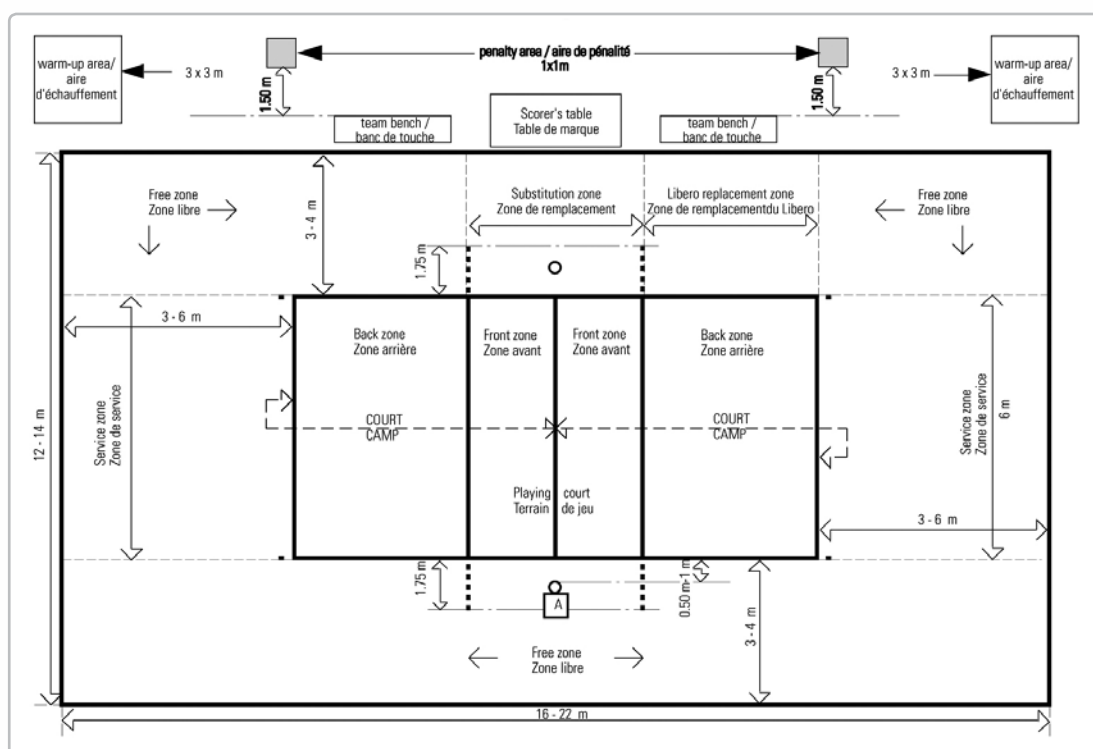 warm-up area/
aire
d'échauffement
3 x 3 m
1.50 m
penalty area / aire de pénalité
1x1m
1.50 m
3 x 3 m
warm-up area/
aire
d'échauffement
team bench /
banc de touche
Scorer's table
Table de marque
team bench /
banc de touche
Free zone
Zone libre
3-4 m
Substitution zone
Zone de remplacement
Libero replacement zone
Zone de remplacementdu Libero
Free zone
Zone libre
1.75 m
3 - 6 m
Back zone
Zone arrière
Front zone
Zone avant
Front zone
Zone avant
Back zone
Zone arrière
12 - 14 m
Service zone
Zone de service
COURT
CAMP
COURT
CAMP
Service zone
Zone de service
6 m
Playing court
Terrain de jeu
3 - 6 m
1.75 m
A
0.50 m-1 m
3-4 m
Free zone
Zone libre
16 - 22 m